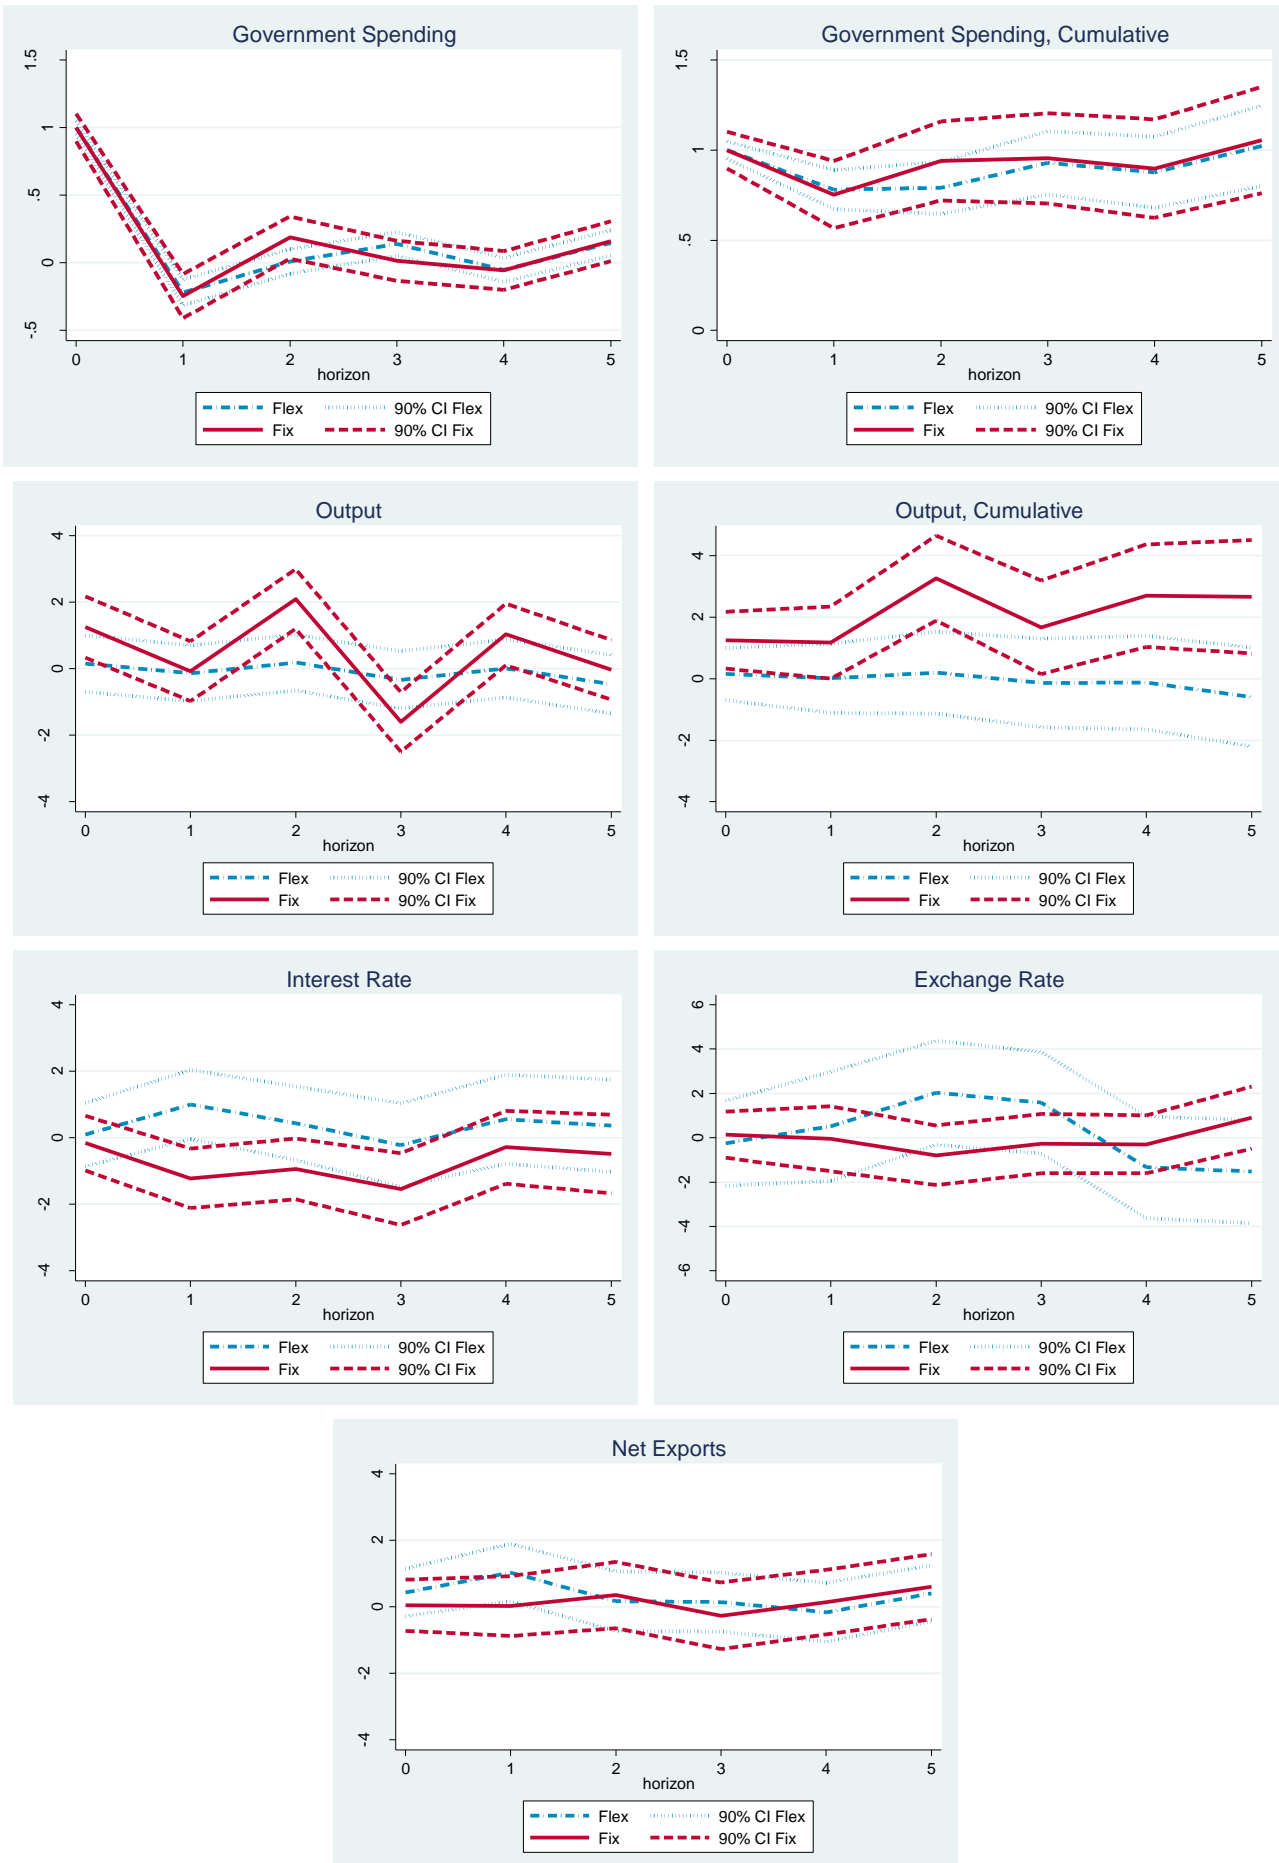 Government Spending
1.5
1
.5
0
-.5
0 1 2 3 4 5
horizon
Flex 90% CI Flex
Fix 90% CI Fix
Government Spending, Cumulative
1.5
1
.5
0
0 1 2 3 4 5
horizon
Flex 90% CI Flex
Fix 90% CI Fix
Output
4
2
0
-2
-4
0 1 2 3 4 5
horizon
Flex 90% CI Flex
Fix 90% CI Fix
Output, Cumulative
4
2
0
-2
-4
0 1 2 3 4 5
horizon
Flex 90% CI Flex
Fix 90% CI Fix
Interest Rate
4
2
0
-2
-4
0 1 2 3 4 5
horizon
Flex 90% CI Flex
Fix 90% CI Fix
Exchange Rate
6
4
2
0
-2
-4
-6
0 1 2 3 4 5
horizon
Flex 90% CI Flex
Fix 90% CI Fix
Net Exports
4
2
0
-2
-4
0 1 2 3 4 5
horizon
Flex 90% CI Flex
Fix 90% CI Fix